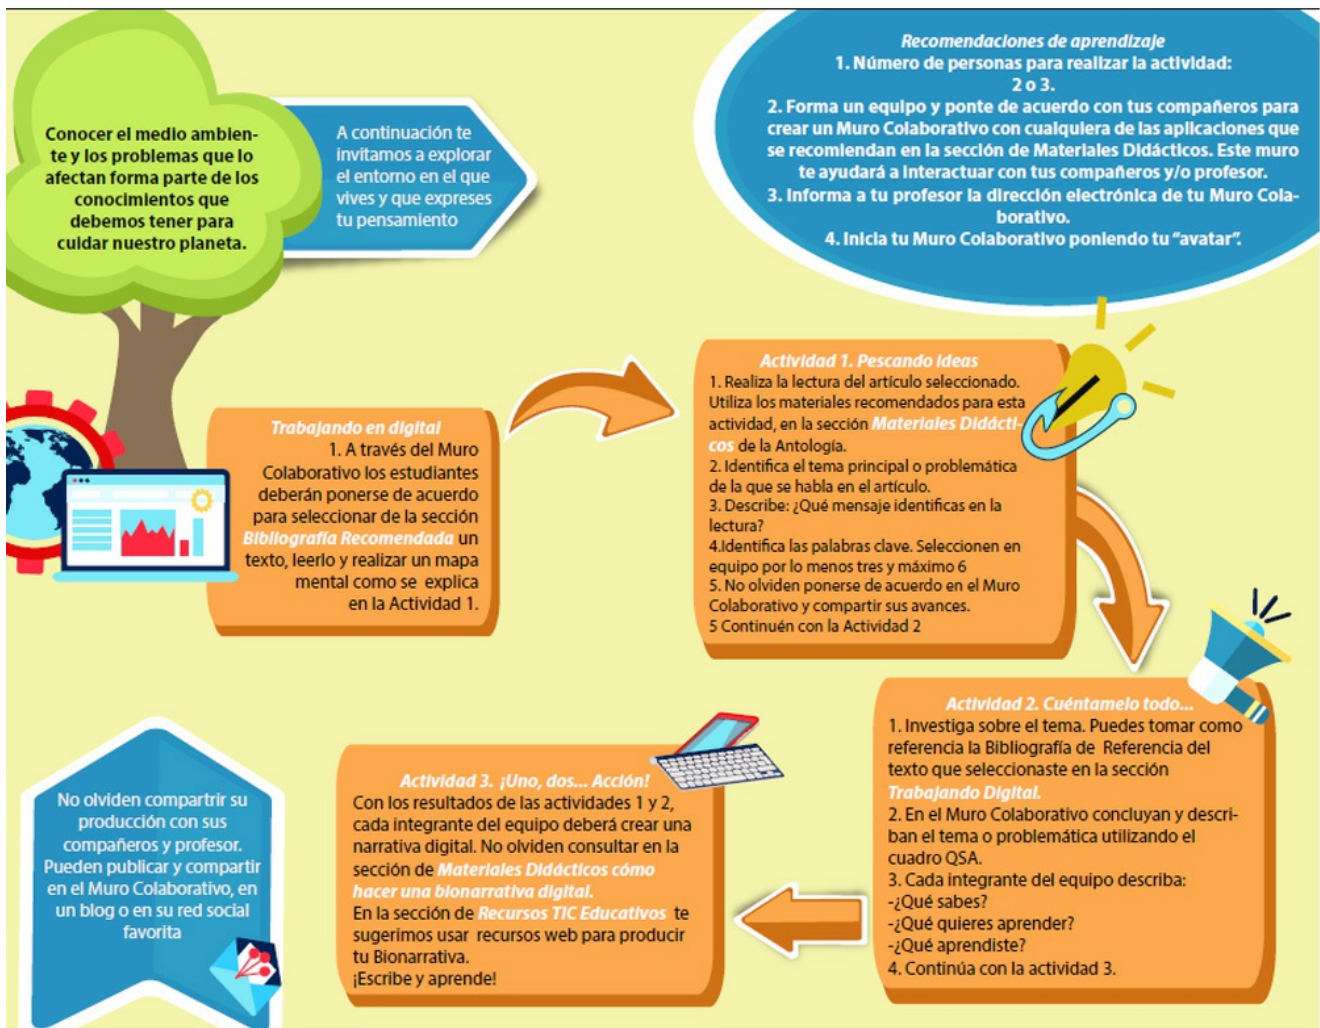 Conocer el medio ambien-
te y los problemas que lo
afectan forma parte de los
conocimientos que
debemos tener para
cuidar nuestro planeta.
A continuación te
invitamos a explorar
el entorno en el que
vives y que expreses
tu pensamiento
Recomendaciones de aprendizaje
1. Número de personas para realizar la actividad:
2 o 3.
2. Forma un equipo y ponte de acuerdo con tus compañeros para
crear un Muro Colaborativo con cualquiera de las aplicaciones que
se recomiendan en la sección de Materiales Didácticos. Este muro
te ayudará a interactuar con tus compañeros y/o profesor.
3. Informa a tu profesor la dirección electrónica de tu Muro Cola-
borativo.
4. Inicia tu Muro Colaborativo poniendo tu “avatar”.
Trabajando en digital
1. A través del Muro
Colaborativo los estudiantes
deberán ponerse de acuerdo
para seleccionar de la sección
Bibliografía Recomendada un
texto, leerlo y realizar un mapa
mental como se explica
en la Actividad 1.
Actividad 1. Pescando ideas
1. Realiza la lectura del artículo seleccionado.
Utiliza los materiales recomendados para esta
actividad, en la sección Materiales Didácti-
cos de la Antología.
2. Identifica el tema principal o problemática
de la que se habla en el artículo.
3. Describe: ¿Qué mensaje identificas en la
lectura?
4.Identifica las palabras clave. Seleccionen en
equipo por lo menos tres y máximo 6
5. No olviden ponerse de acuerdo en el Muro
Colaborativo y compartir sus avances.
5 Continuén con la Actividad 2
Actividad 2. Cuéntamelo todo...
1. Investiga sobre el tema. Puedes tomar como
referencia la Bibliografía de Referencia del
texto que seleccionaste en la sección
Trabajando Digital.
2. En el Muro Colaborativo concluyan y descri-
ban el tema o problemática utilizando el
cuadro QSA.
3. Cada integrante del equipo describa:
-¿Qué sabes?
-¿Qué quieres aprender?
-¿Qué aprendiste?
4. Continúa con la actividad 3.
Actividad 3. ¡Uno, dos... Acción!
Con los resultados de las actividades 1 y 2,
cada integrante del equipo deberá crear una
narrativa digital. No olviden consultar en la
sección de Materiales Didácticos cómo
hacer una bionarrativa digital.
En la sección de Recursos TIC Educativos te
sugerimos usar recursos web para producir
tu Bionarrativa.
¡Escribe y aprende!
No olviden compartrir su
producción con sus
compañeros y profesor.
Pueden publicar y compartir
en el Muro Colaborativo, en
un blog o en su red social
favorita